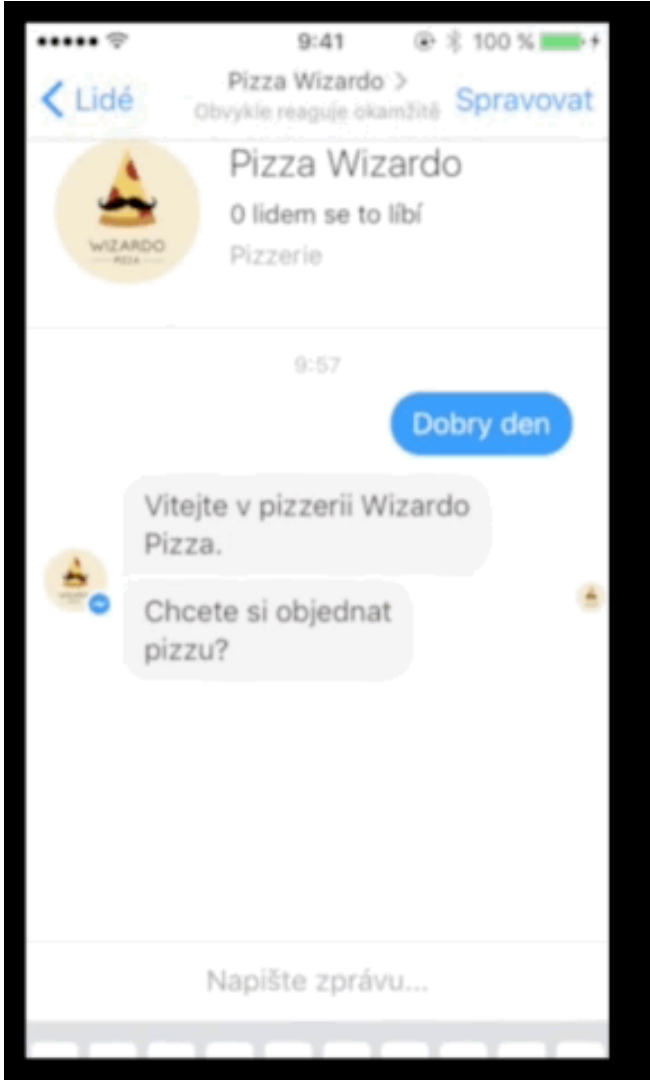 9:41 100 %
Lidé
Pizza Wizardo >
Obvykle reaguje okamžitě
Spravovat
WIZARDO
PIZZA
Pizza Wizardo
0 lidem se to líbí
Pizzerie
9:57
Dobry den
Vitejte v pizzerii Wizardo
Pizza.
Chcete si objednat
pizzu?
Napište zprávu...